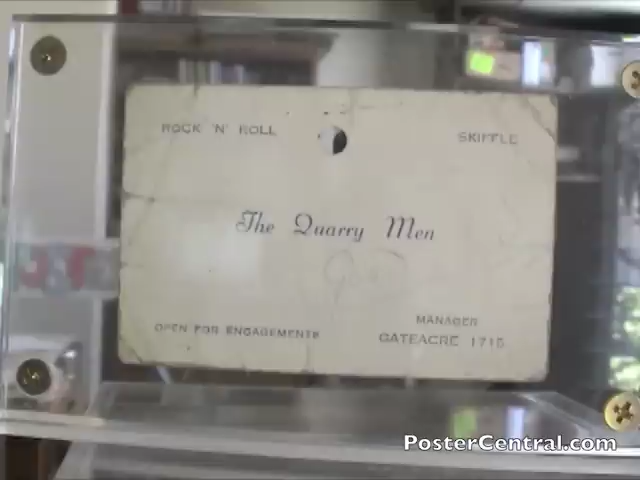 ROCK 'N' ROLL
SKIFFLE
The Quarry Men
OPEN FOR ENGAGEMENTS
MANAGER
GATEACRE 1715
PosterCentral.com